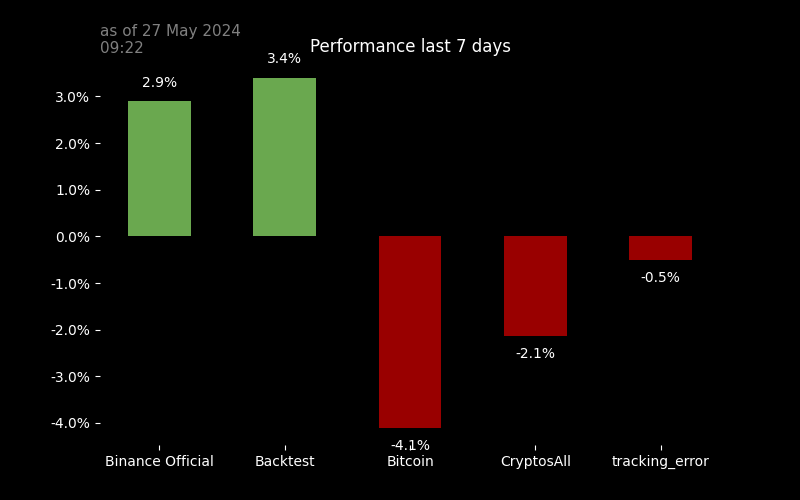 as of 27 May 2024
09:22
Performance last 7 days
3.4%
2.9%
3.0%
2.0%
1.0%
0.0%
-1.0%
-0.5%
-2.0%
-2.1%
-3.0%
-4.0%
-4.1%
Binance Official
Backtest
Bitcoin
CryptosAll
tracking_error